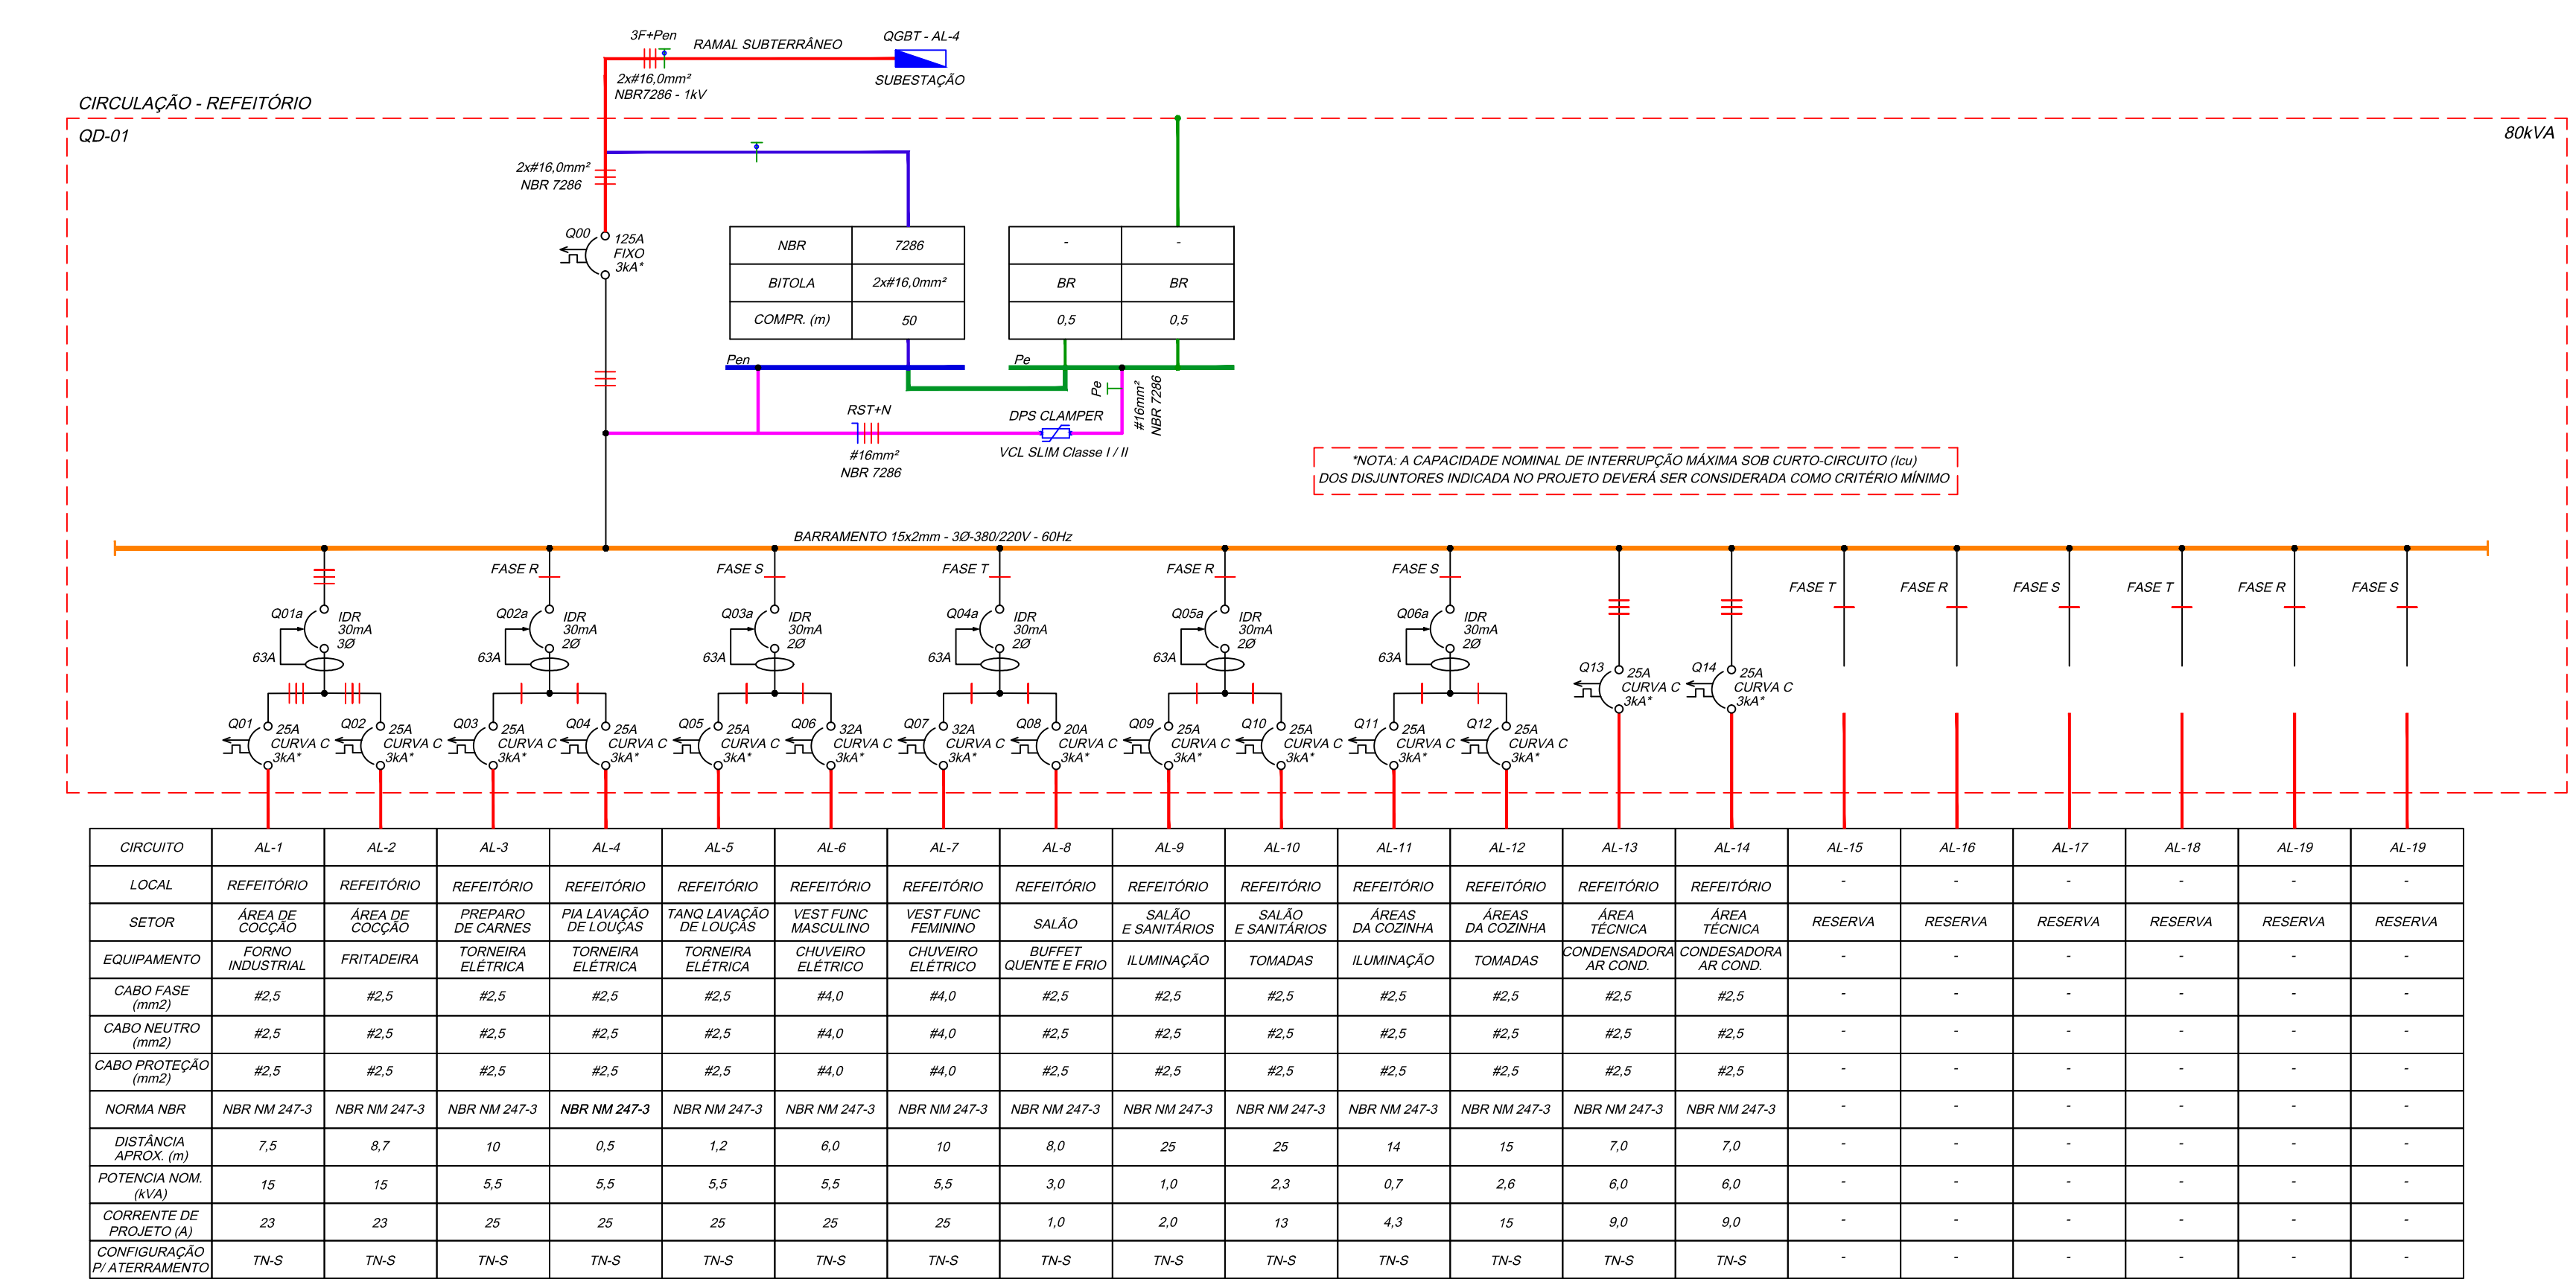 3F+Pen
RAMAL SUBTERRÂNEO
QGBT - AL-4
2x#16,0mm²
NBR7286 - 1kV
SUBESTAÇÃO
CIRCULAÇÃO - REFEITÓRIO
QD-01
80kVA
2x#16,0mm²
NBR 7286
Q00
125A
FIXO
3kA*
NBR 7286
BITOLA 2x#16,0mm²
COMPR. (m) 50
- -
BR BR
0,5 0,5
Pen
Pe
Pe
#16mm²
NBR 7286
RST+N
#16mm²
NBR 7286
DPS CLAMPER
VCL SLIM Classe I / II
*NOTA: A CAPACIDADE NOMINAL DE INTERRUPÇÃO MÁXIMA SOB CURTO-CIRCUITO (Icu)
DOS DISJUNTORES INDICADA NO PROJETO DEVERÁ SER CONSIDERADA COMO CRITÉRIO MÍNIMO
BARRAMENTO 15x2mm - 3Ø-380/220V - 60Hz
FASE R FASE S FASE T FASE R FASE S FASE T FASE R FASE S FASE T FASE R FASE S
Q01a IDR Q02a IDR Q03a IDR Q04a IDR Q05a IDR Q06a IDR
30mA 30mA 30mA 30mA 30mA 30mA
3Ø 2Ø 2Ø 2Ø 2Ø 2Ø
63A 63A 63A 63A 63A 63A
Q13 25A Q14 25A
CURVA C CURVA C
3kA* 3kA*
Q01 25A Q02 25A Q03 25A Q04 25A Q05 25A Q06 32A Q07 32A Q08 20A Q09 25A Q10 25A Q11 25A Q12 25A
CURVA C CURVA C CURVA C CURVA C CURVA C CURVA C CURVA C CURVA C CURVA C CURVA C CURVA C CURVA C
3kA* 3kA* 3kA* 3kA* 3kA* 3kA* 3kA* 3kA* 3kA* 3kA* 3kA* 3kA*
CIRCUITO AL-1 AL-2 AL-3 AL-4 AL-5 AL-6 AL-7 AL-8 AL-9 AL-10 AL-11 AL-12 AL-13 AL-14 AL-15 AL-16 AL-17 AL-18 AL-19 AL-19
LOCAL REFEITÓRIO REFEITÓRIO REFEITÓRIO REFEITÓRIO REFEITÓRIO REFEITÓRIO REFEITÓRIO REFEITÓRIO REFEITÓRIO REFEITÓRIO REFEITÓRIO REFEITÓRIO REFEITÓRIO REFEITÓRIO - - - - - -
SETOR ÁREA DE COCÇÃO ÁREA DE COCÇÃO PREPARO DE CARNES PIA LAVAÇÃO DE LOUÇAS TANQ LAVAÇÃO DE LOUÇAS VEST FUNC MASCULINO VEST FUNC FEMININO SALÃO SALÃO E SANITÁRIOS SALÃO E SANITÁRIOS ÁREAS DA COZINHA ÁREAS DA COZINHA ÁREA TÉCNICA ÁREA TÉCNICA RESERVA RESERVA RESERVA RESERVA RESERVA RESERVA
EQUIPAMENTO FORNO INDUSTRIAL FRITADEIRA TORNEIRA ELÉTRICA TORNEIRA ELÉTRICA TORNEIRA ELÉTRICA CHUVEIRO ELÉTRICO CHUVEIRO ELÉTRICO BUFFET QUENTE E FRIO ILUMINAÇÃO TOMADAS ILUMINAÇÃO TOMADAS CONDENSADORA AR COND. CONDESADORA AR COND. - - - - - -
CABO FASE (mm2) #2,5 #2,5 #2,5 #2,5 #2,5 #4,0 #4,0 #2,5 #2,5 #2,5 #2,5 #2,5 #2,5 #2,5 - - - - - -
CABO NEUTRO (mm2) #2,5 #2,5 #2,5 #2,5 #2,5 #4,0 #4,0 #2,5 #2,5 #2,5 #2,5 #2,5 #2,5 #2,5 - - - - - -
CABO PROTEÇÃO (mm2) #2,5 #2,5 #2,5 #2,5 #2,5 #4,0 #4,0 #2,5 #2,5 #2,5 #2,5 #2,5 #2,5 #2,5 - - - - - -
NORMA NBR NBR NM 247-3 NBR NM 247-3 NBR NM 247-3 NBR NM 247-3 NBR NM 247-3 NBR NM 247-3 NBR NM 247-3 NBR NM 247-3 NBR NM 247-3 NBR NM 247-3 NBR NM 247-3 NBR NM 247-3 NBR NM 247-3 NBR NM 247-3 - - - - - -
DISTÂNCIA APROX. (m) 7,5 8,7 10 0,5 1,2 6,0 10 8,0 25 25 14 15 7,0 7,0 - - - - - -
POTENCIA NOM. (kVA) 15 15 5,5 5,5 5,5 5,5 5,5 3,0 1,0 2,3 0,7 2,6 6,0 6,0 - - - - - -
CORRENTE DE PROJETO (A) 23 23 25 25 25 25 25 1,0 2,0 13 4,3 15 9,0 9,0 - - - - - -
CONFIGURAÇÃO P/ ATERRAMENTO TN-S TN-S TN-S TN-S TN-S TN-S TN-S TN-S TN-S TN-S TN-S TN-S TN-S TN-S - - - - - -